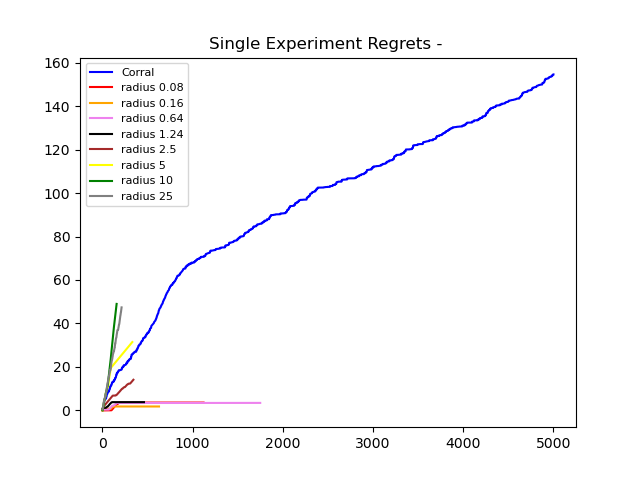 Single Experiment Regrets -
160
140
120
100
80
60
40
20
0
Corral
radius 0.08
radius 0.16
radius 0.64
radius 1.24
radius 2.5
radius 5
radius 10
radius 25
0 1000 2000 3000 4000 5000